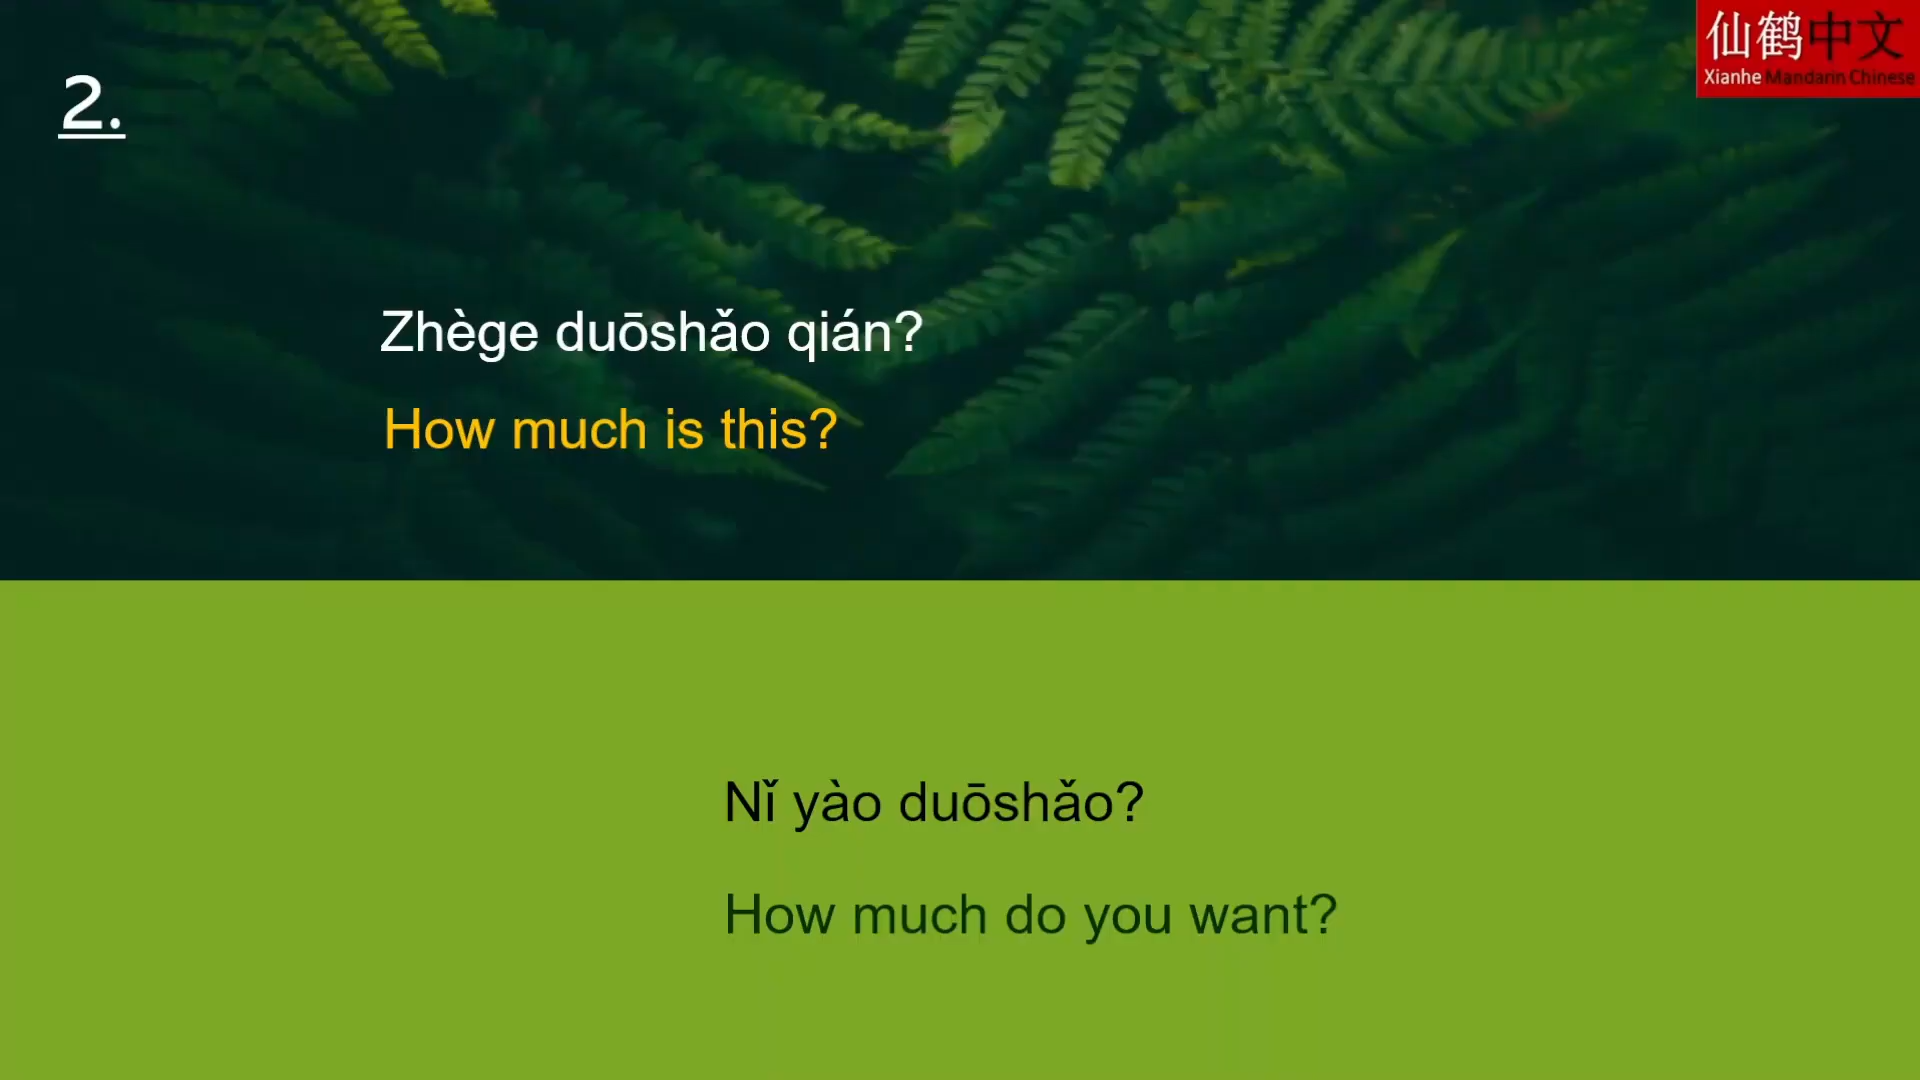 仙鹤中文
Xianhe Mandarin Chinese
2.
Zhège duōshǎo qián?
How much is this?
Nǐ yào duōshǎo?
How much do you want?